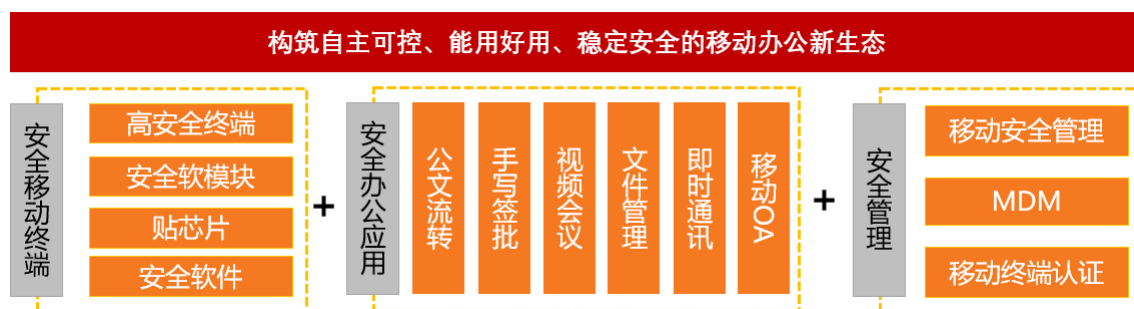 构筑自主可控、能用好用、稳定安全的移动办公新生态
安全移动终端
高安全终端
安全软模块
贴芯片
安全软件
+
安全办公应用
公文流转
手写签批
视频会议
文件管理
即时通讯
移动OA
+
安全管理
移动安全管理
MDM
移动终端认证